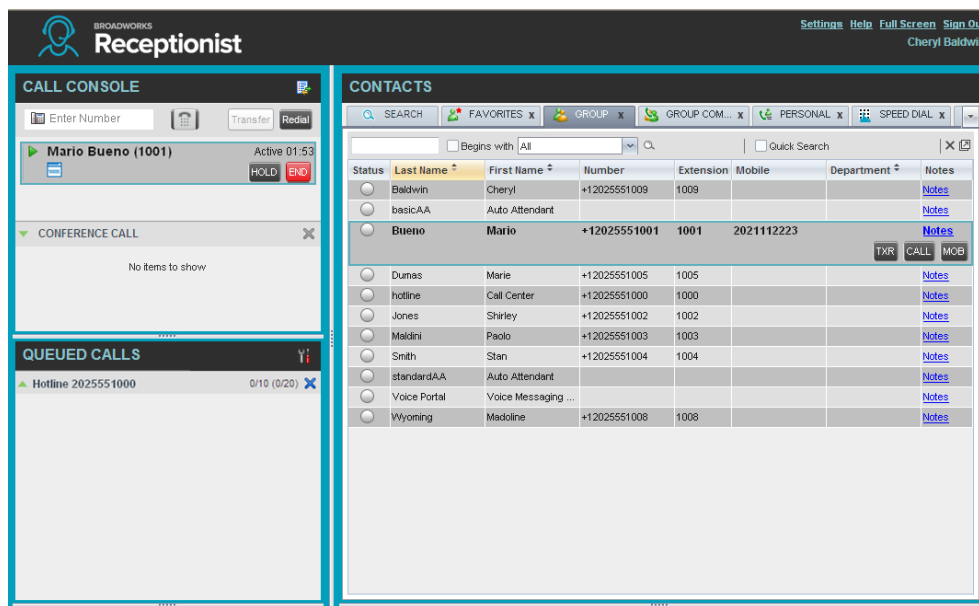 BROADWORKS
Receptionist
Settings Help Full Screen Sign Ou
Cheryl Baldwi
CALL CONSOLE
Enter Number Transfer Redial
Mario Bueno (1001) Active 01:53
HOLD END
CONFERENCE CALL
No items to show
QUEUED CALLS
Hotline 2025551000 0/10 (0/20)
CONTACTS
SEARCH FAVORITES x GROUP x GROUP COM... x PERSONAL x SPEED DIAL x
Begins with All Quick Search
Status Last Name First Name Number Extension Mobile Department Notes
Baldwin Cheryl +12025551009 1009 Notes
basicAA Auto Attendant Notes
Bueno Mario +12025551001 1001 2021112223 Notes
TXR CALL MOB
Dumas Marie +12025551005 1005 Notes
hotline Call Center +12025551000 1000 Notes
Jones Shirley +12025551002 1002 Notes
Maldini Paolo +12025551003 1003 Notes
Smith Stan +12025551004 1004 Notes
standardAA Auto Attendant Notes
Voice Portal Voice Messaging ... Notes
Wyoming Madoline +12025551008 1008 Notes